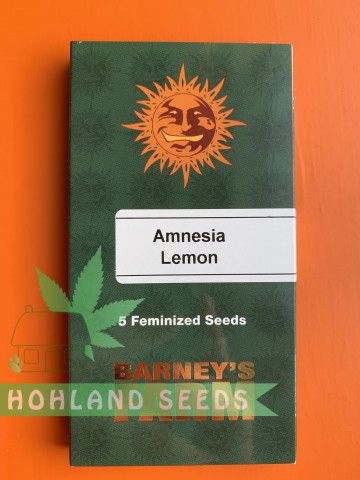 Amnesia
Lemon
5 Feminized Seeds
BARNEY'S
FARM
HOHLAND SEEDS